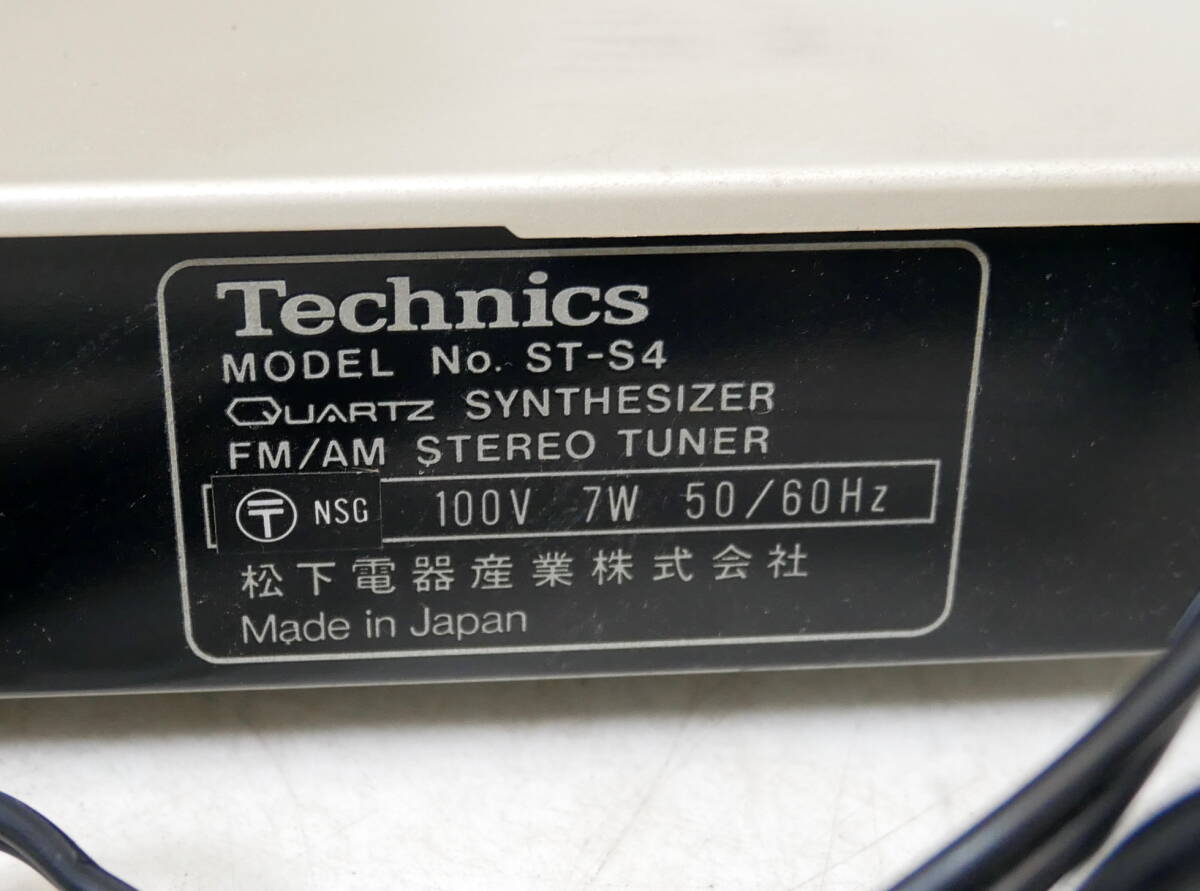 Technics
MODEL No. ST-S4
QUARTZ SYNTHESIZER
FM/AM STEREO TUNER
〒 NSG 100V 7W 50/60Hz
松下電器産業株式会社
Made in Japan